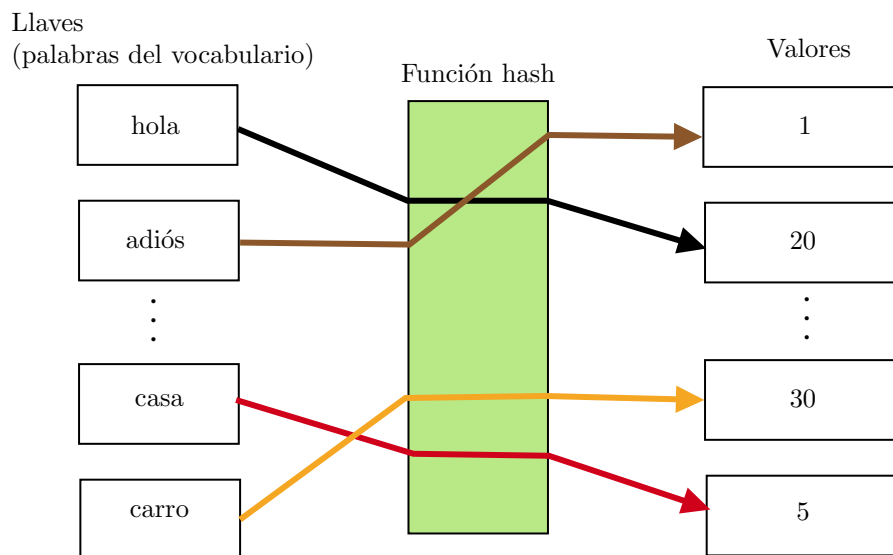 Llaves
(palabras del vocabulario)
Función hash
Valores
hola
1
adiós
20
casa
30
carro
5